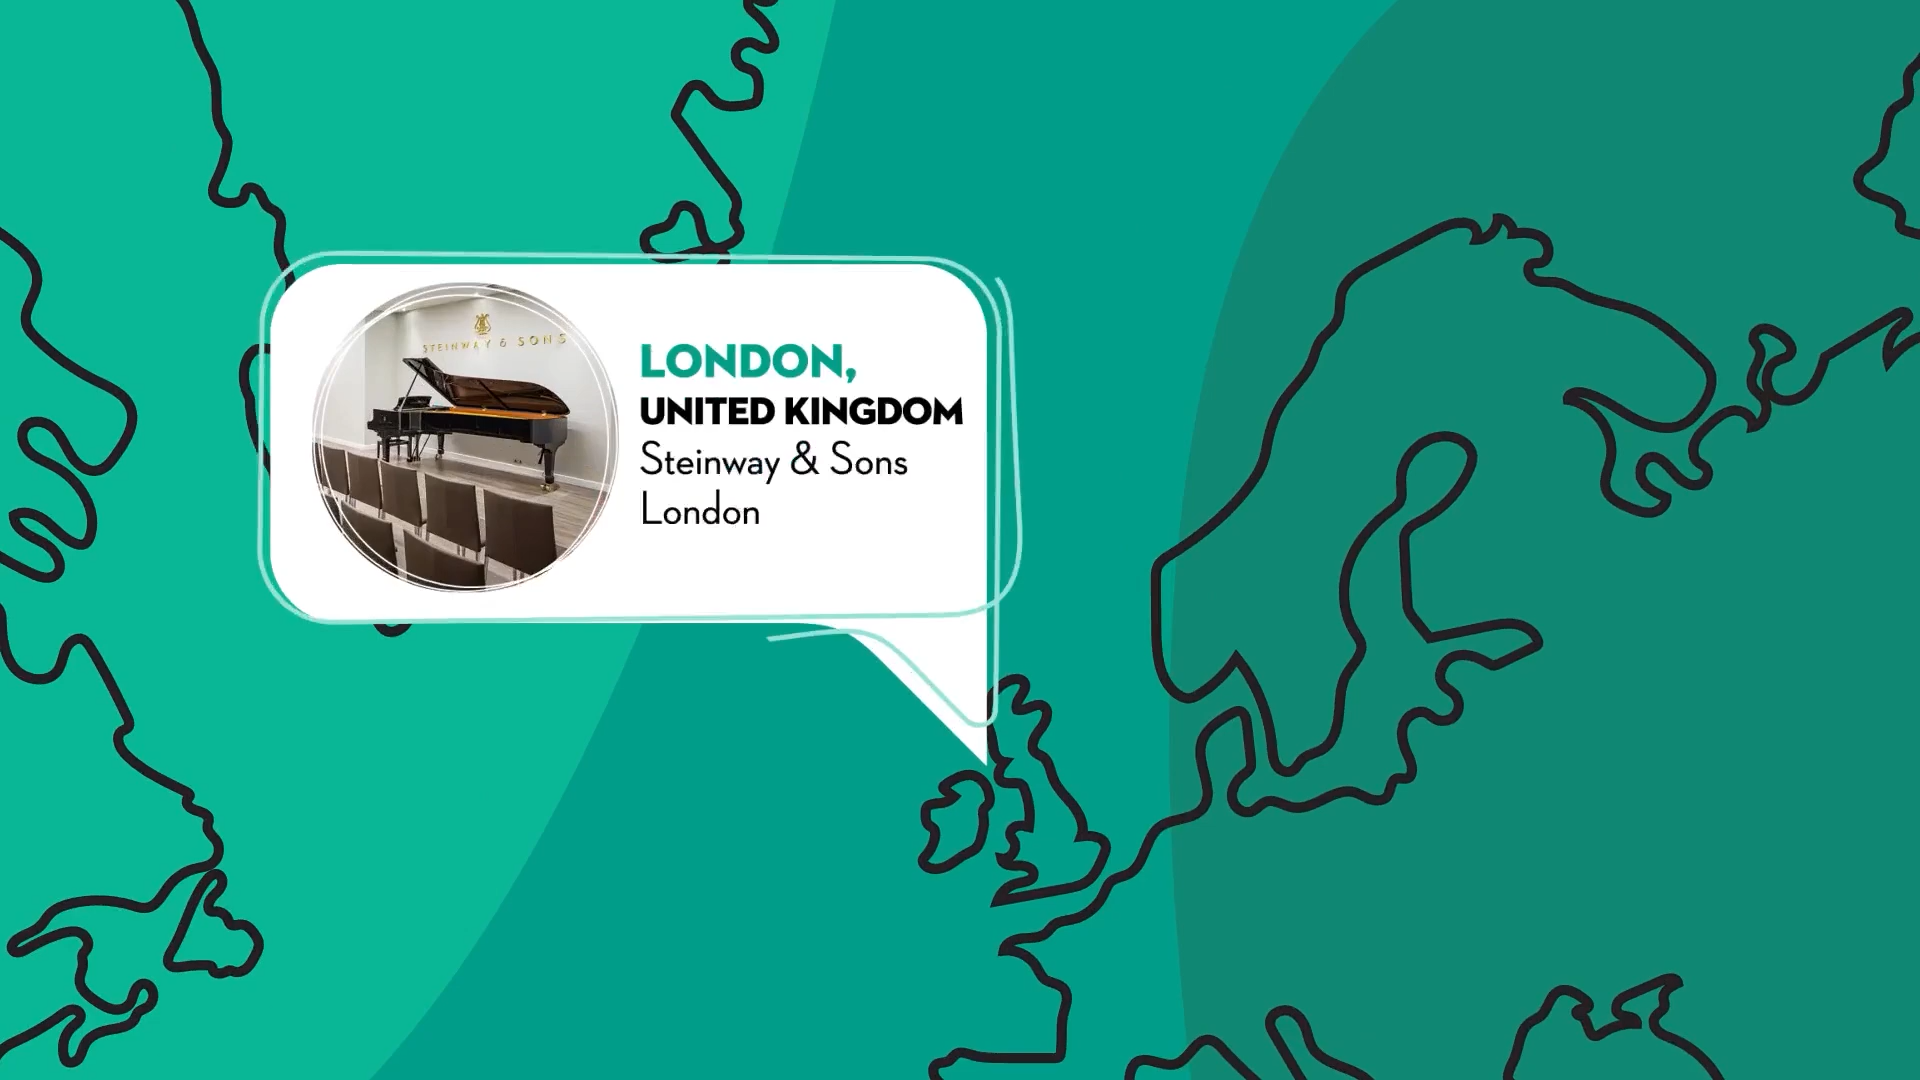 STEINWAY & SONS
LONDON,
UNITED KINGDOM
Steinway & Sons
London